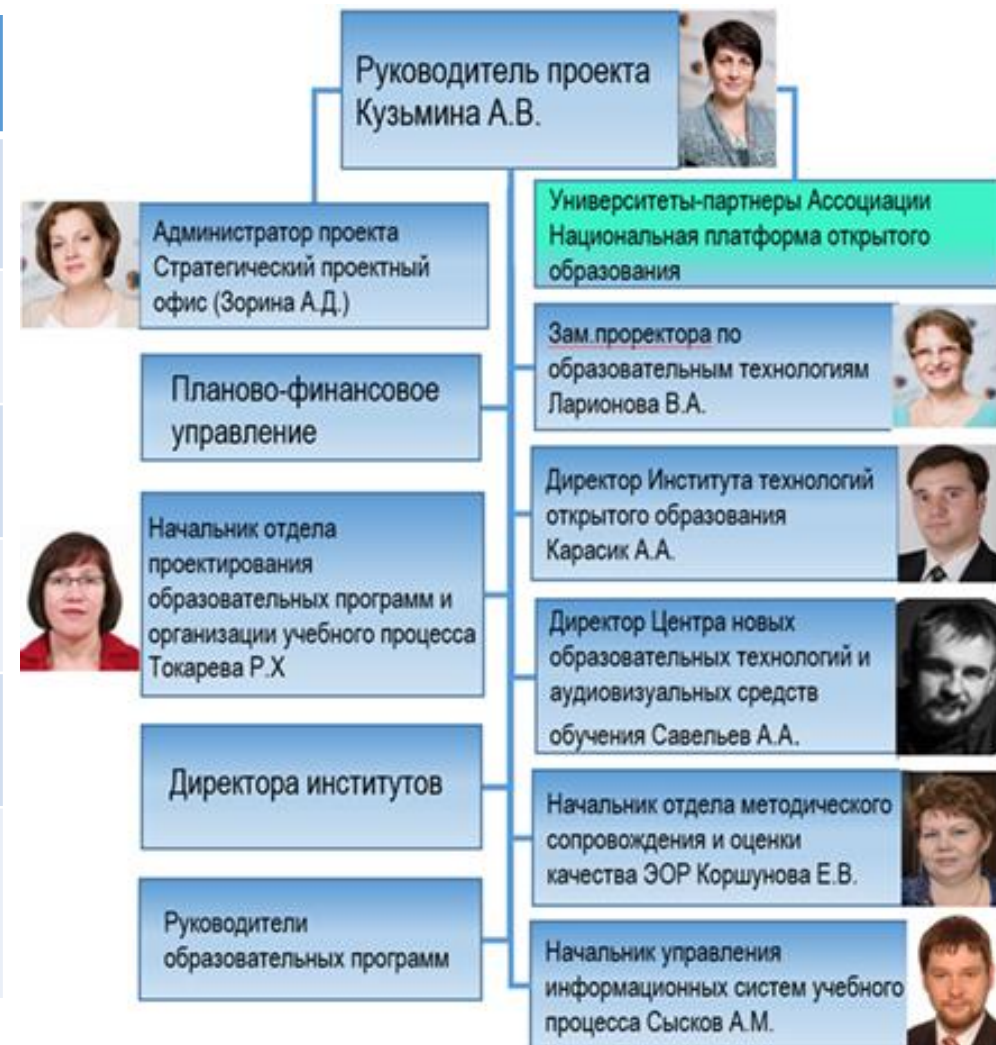 Руководитель проекта
Кузьмина А.В.
Администратор проекта
Стратегический проектный
офис (Зорина А.Д.)
Планово-финансовое
управление
Начальник отдела
проектирования
образовательных программ и
организации учебного процесса
Токарева Р.Х
Директора институтов
Руководители
образовательных программ
Университеты-партнеры Ассоциации
Национальная платформа открытого
образования
Зам.проректора по
образовательным технологиям
Ларионова В.А.
Директор Института технологий
открытого образования
Карасик А.А.
Директор Центра новых
образовательных технологий и
аудиовизуальных средств
обучения Савельев А.А.
Начальник отдела методического
сопровождения и оценки
качества ЭОР Коршунова Е.В.
Начальник управления
информационных систем учебного
процесса Сысков А.М.